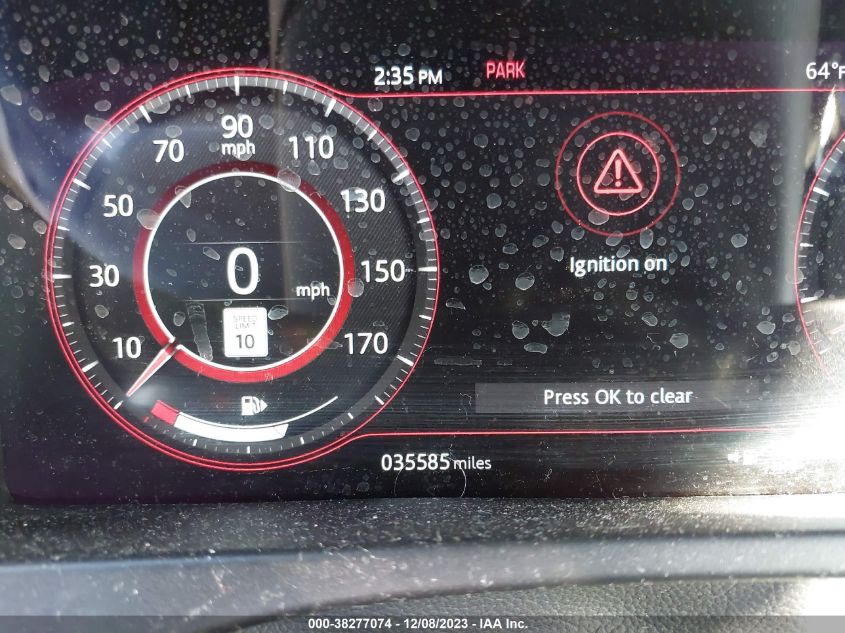 2:35 PM PARK 64°F
90
mph
70 110
50 130
30 150
0
mph
SPEED
LIMIT
10
10 170
Ignition on
Press OK to clear
035585 miles
000-38277074 - 12/08/2023 - IAA Inc.